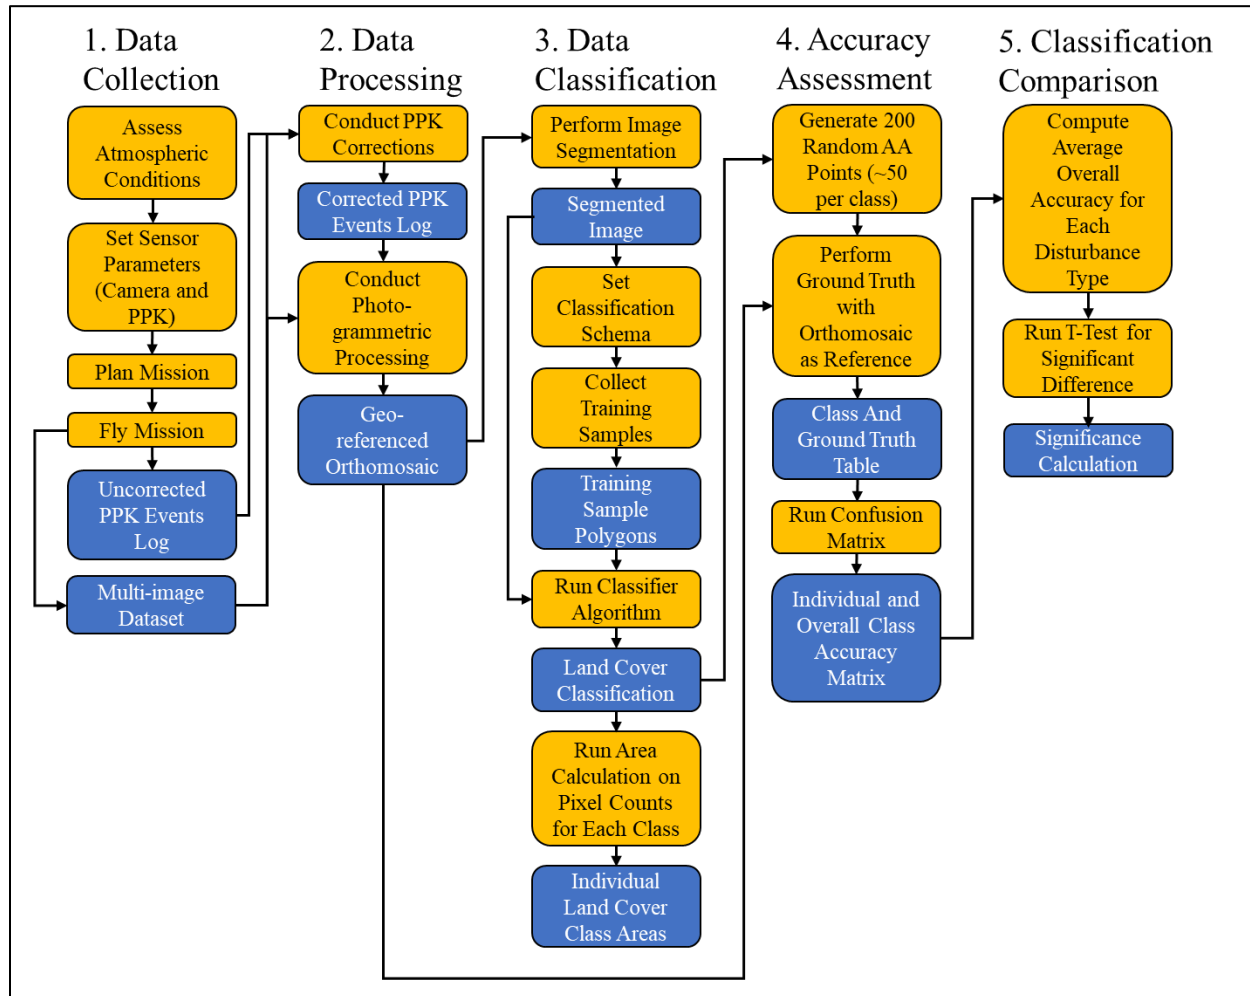 1. Data
Collection
Assess
Atmospheric
Conditions
Set Sensor
Parameters
(Camera and
PPK)
Plan Mission
Fly Mission
Uncorrected
PPK Events
Log
Multi-image
Dataset
2. Data
Processing
Conduct PPK
Corrections
Corrected PPK
Events Log
Conduct
Photo-
grammetric
Processing
Geo-
referenced
Orthomosaic
3. Data
Classification
Perform Image
Segmentation
Segmented
Image
Set
Classification
Schema
Collect
Training
Samples
Training
Sample
Polygons
Run Classifier
Algorithm
Land Cover
Classification
Run Area
Calculation on
Pixel Counts
for Each Class
Individual
Land Cover
Class Areas
4. Accuracy
Assessment
Generate 200
Random AA
Points (~50
per class)
Perform
Ground Truth
with
Orthomosaic
as Reference
Class And
Ground Truth
Table
Run Confusion
Matrix
Individual and
Overall Class
Accuracy
Matrix
5. Classification
Comparison
Compute
Average
Overall
Accuracy for
Each
Disturbance
Type
Run T-Test for
Significant
Difference
Significance
Calculation